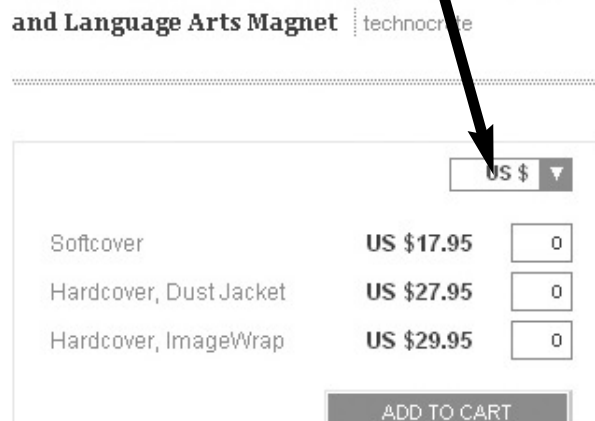 and Language Arts Magnet technocrate
US $
Softcover US $17.95 0
Hardcover, Dust Jacket US $27.95 0
Hardcover, ImageWrap US $29.95 0
ADD TO CART